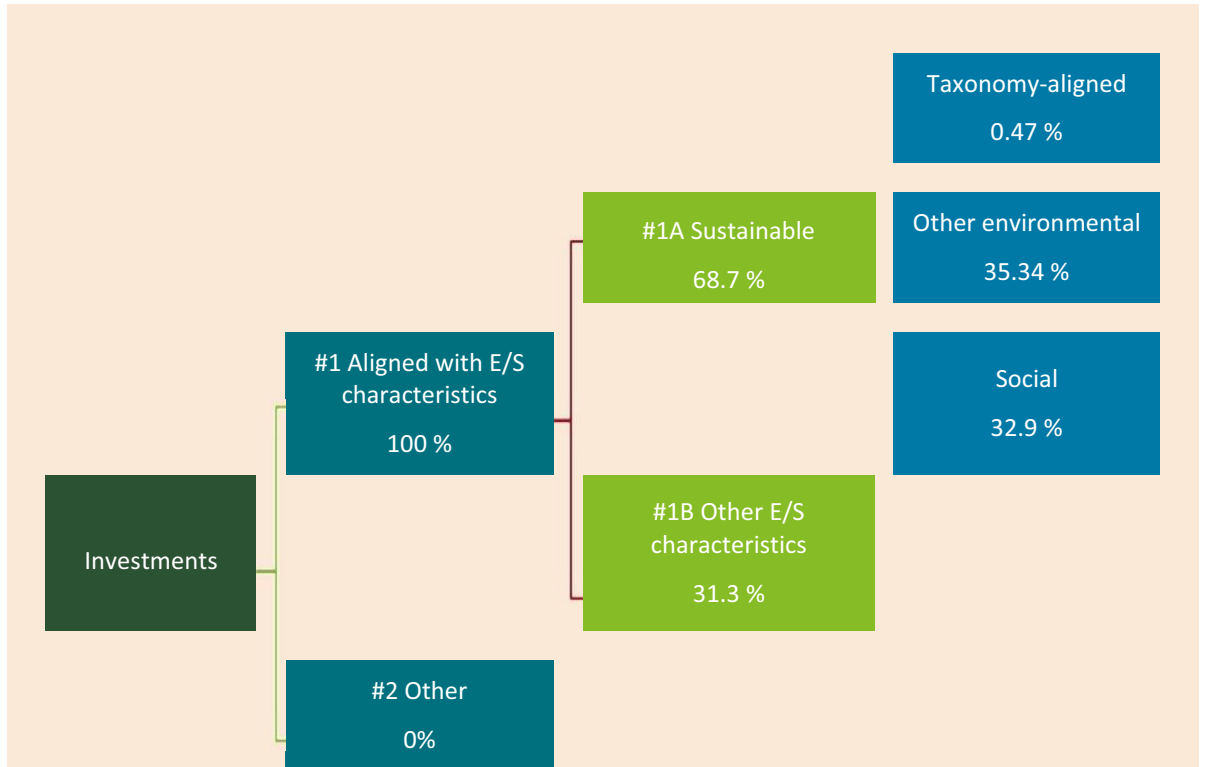 Investments
#1 Aligned with E/S
characteristics
100 %
#2 Other
0%
#1A Sustainable
68.7 %
#1B Other E/S
characteristics
31.3 %
Taxonomy-aligned
0.47 %
Other environmental
35.34 %
Social
32.9 %